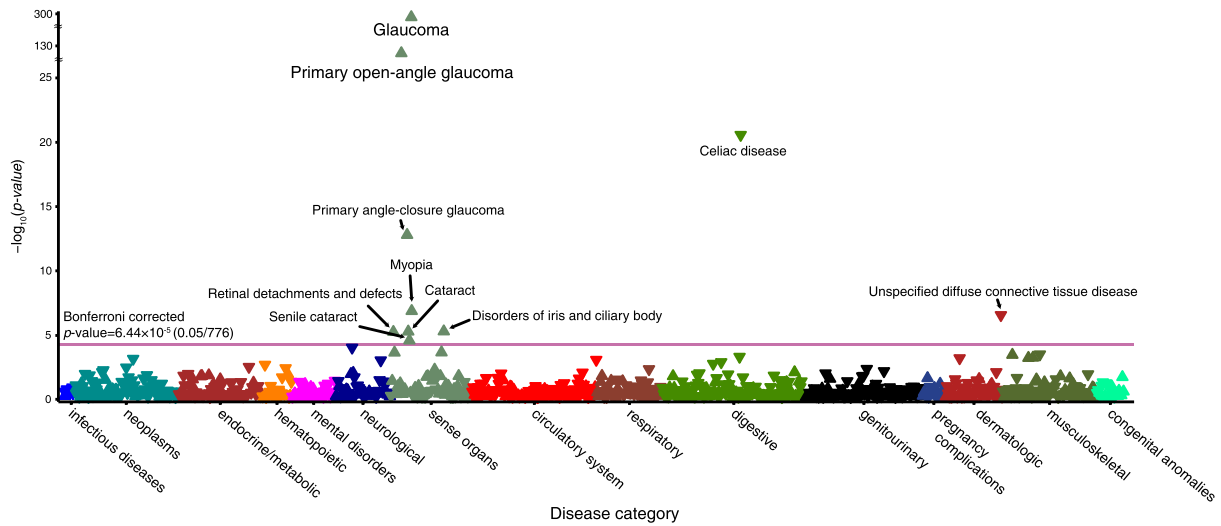 300
130
25
20
15
10
5
0
−log10(p-value)
Glaucoma
Primary open-angle glaucoma
Celiac disease
Primary angle-closure glaucoma
Myopia
Retinal detachments and defects
Cataract
Senile cataract
Disorders of iris and ciliary body
Unspecified diffuse connective tissue disease
Bonferroni corrected
p-value=6.44×10-5 (0.05/776)
infectious diseases
neoplasms
endocrine/metabolic
hematopoietic
mental disorders
neurological
sense organs
circulatory system
respiratory
digestive
genitourinary
pregnancy
complications
dermatologic
musculoskeletal
congenital anomalies
Disease category